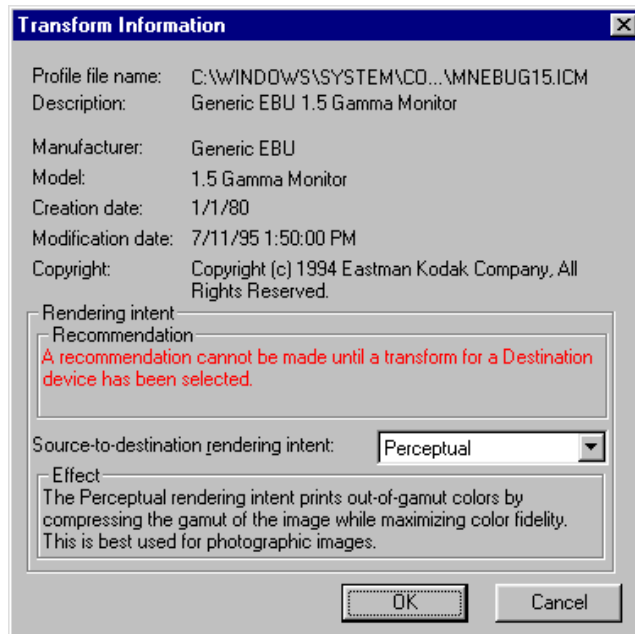 Transform Information
Profile file name: C:\WINDOWS\SYSTEM\CO...\MNEBUG15.ICM
Description: Generic EBU 1.5 Gamma Monitor
Manufacturer: Generic EBU
Model: 1.5 Gamma Monitor
Creation date: 1/1/80
Modification date: 7/11/95 1:50:00 PM
Copyright: Copyright (c) 1994 Eastman Kodak Company, All
Rights Reserved.
Rendering intent
Recommendation
A recommendation cannot be made until a transform for a Destination
device has been selected.
Source-to-destination rendering intent: Perceptual
Effect
The Perceptual rendering intent prints out-of-gamut colors by
compressing the gamut of the image while maximizing color fidelity.
This is best used for photographic images.
OK Cancel